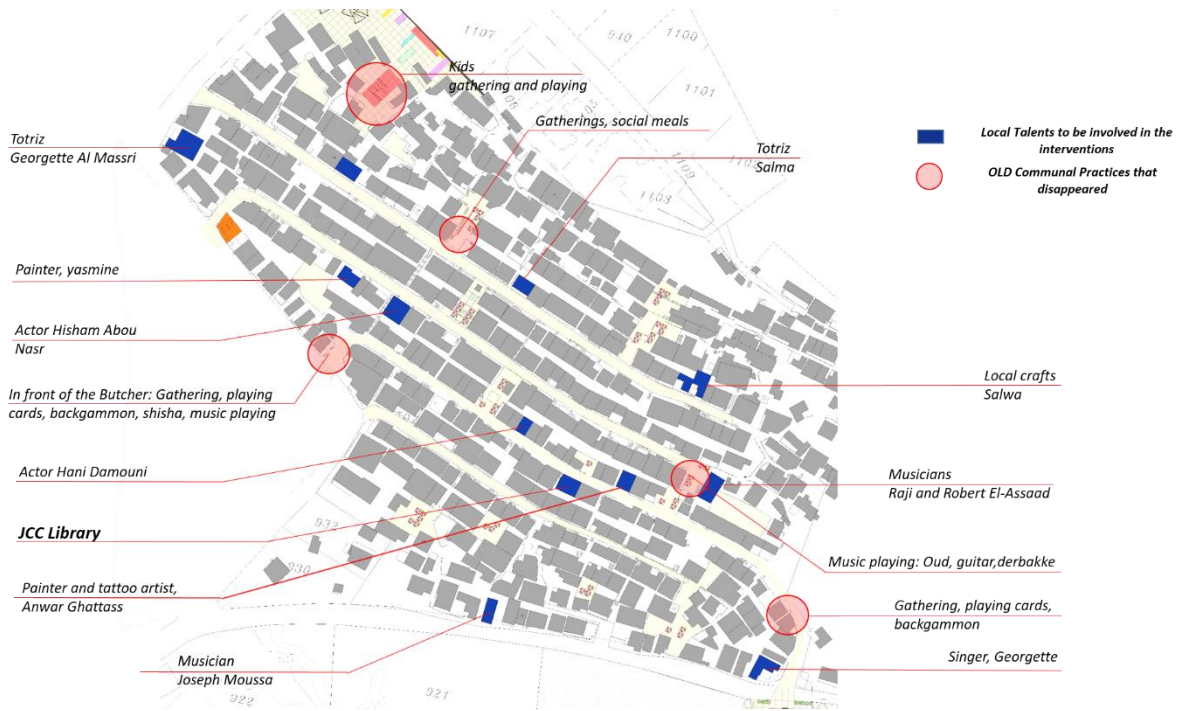 Kids
gathering and playing
Gatherings, social meals
Totriz
Salma
Totriz
Georgette Al Massri
Local Talents to be involved in the
interventions
OLD Communal Practices that
disappeared
Painter, yasmine
Actor Hisham Abou
Nasr
In front of the Butcher: Gathering, playing
cards, backgammon, shisha, music playing
Actor Hani Damouni
JCC Library
Painter and tattoo artist,
Anwar Ghattass
Musician
Joseph Moussa
Local crafts
Salwa
Musicians
Raji and Robert El-Assaad
Music playing: Oud, guitar,derbakke
Gathering, playing cards,
backgammon
Singer, Georgette
1107
940
1100
1105
1101
1109
1103
932
930
922
921